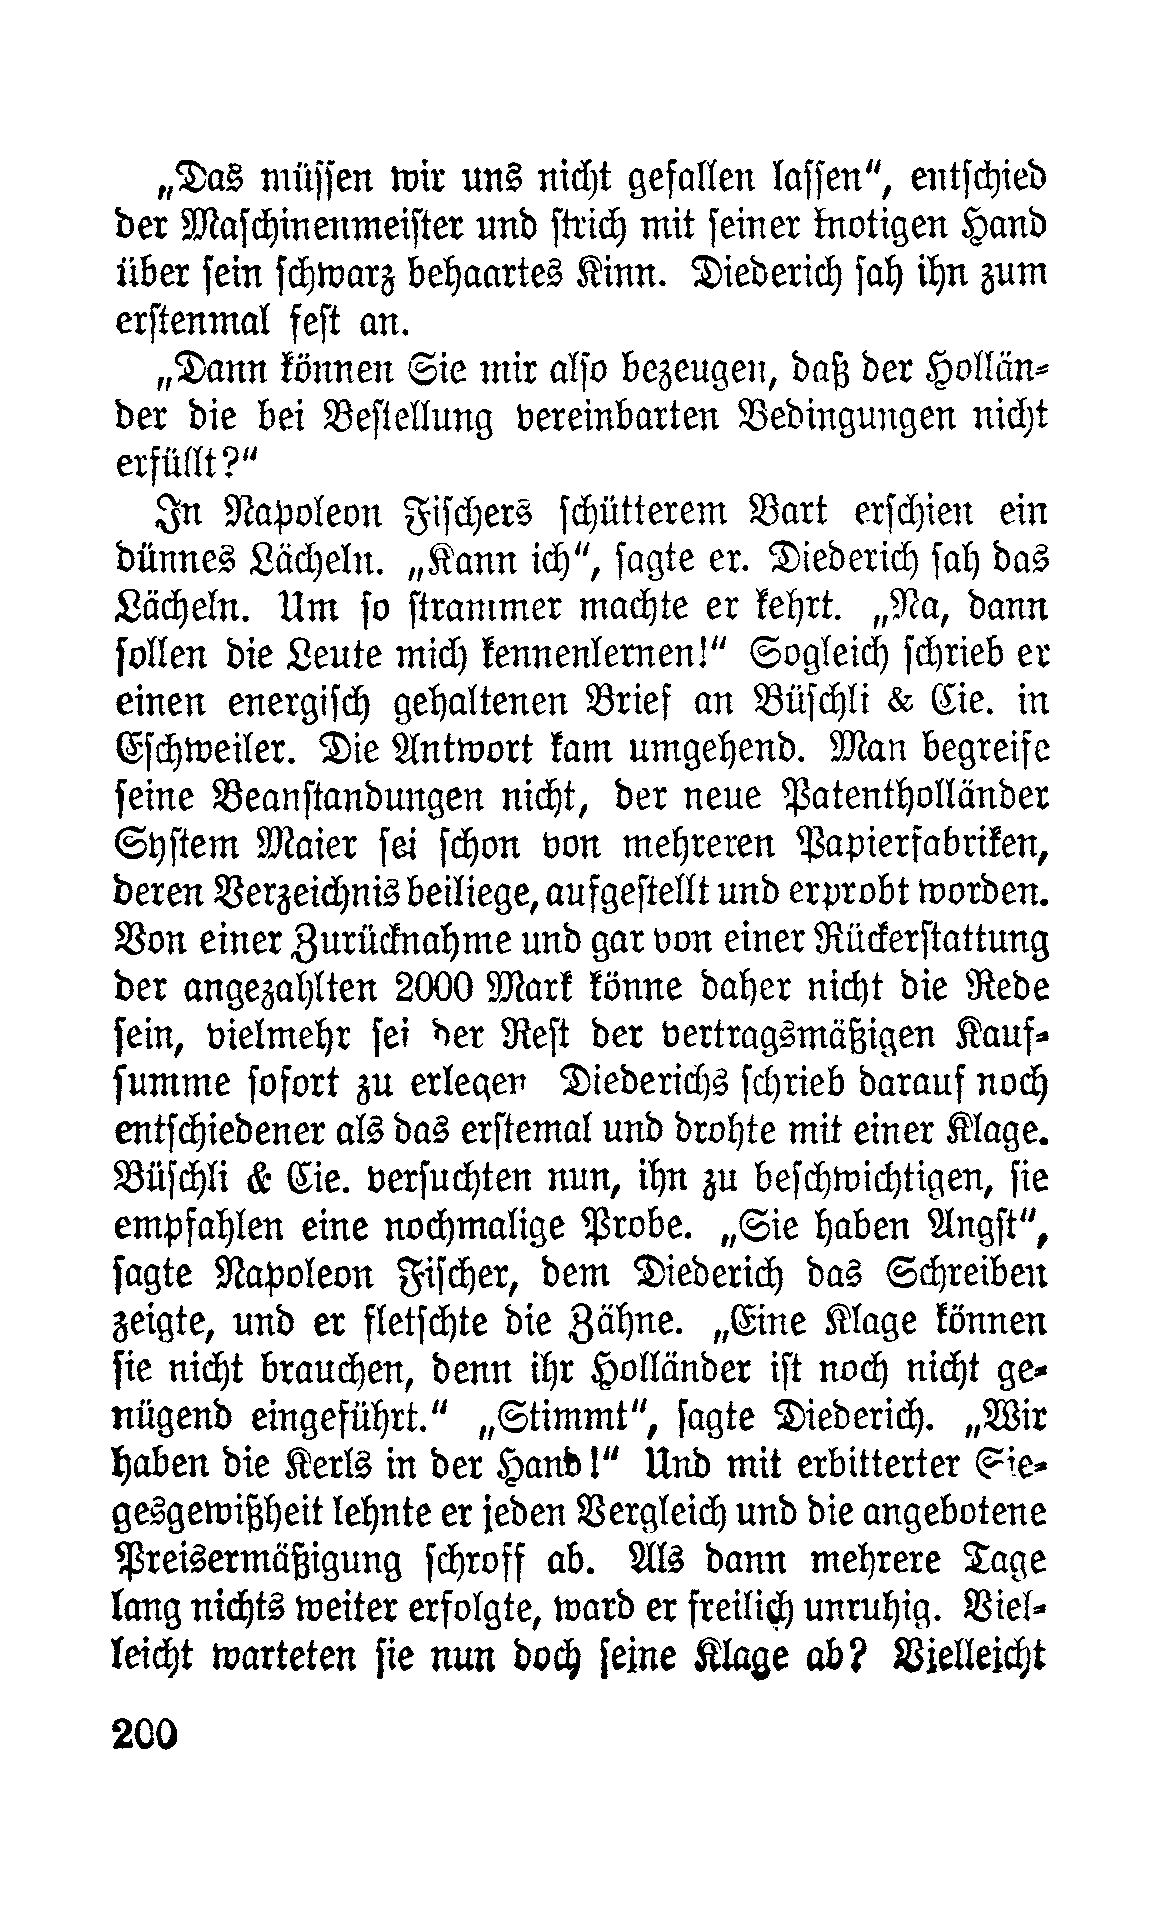 „Das müſſen wir uns nicht gefallen laſſen“, entſchied
der Maſchinenmeiſter und ſtrich mit ſeiner knotigen Hand
über ſein ſchwarz behaartes Kinn. Diederich ſah ihn zum
erſtenmal feſt an.
„Dann können Sie mir alſo bezeugen, daß der Hollän-
der die bei Beſtellung vereinbarten Bedingungen nicht
erfüllt?“
In Napoleon Fiſchers ſchütterem Bart erſchien ein
dünnes Lächeln. „Kann ich“, ſagte er. Diederich ſah das
Lächeln. Um ſo ſtrammer machte er kehrt. „Na, dann
ſollen die Leute mich kennenlernen!“ Sogleich ſchrieb er
einen energiſch gehaltenen Brief an Büſchli & Cie. in
Eſchweiler. Die Antwort kam umgehend. Man begreife
ſeine Beanſtandungen nicht, der neue Patentholländer
Syſtem Maier ſei ſchon von mehreren Papierfabriken,
deren Verzeichnis beiliege, aufgeſtellt und erprobt worden.
Von einer Zurücknahme und gar von einer Rückerſtattung
der angezahlten 2000 Mark könne daher nicht die Rede
ſein, vielmehr ſei der Reſt der vertragsmäßigen Kauf-
ſumme ſofort zu erlegen Diederichs ſchrieb darauf noch
entſchiedener als das erſtemal und drohte mit einer Klage.
Büſchli & Cie. verſuchten nun, ihn zu beſchwichtigen, ſie
empfahlen eine nochmalige Probe. „Sie haben Angſt“,
ſagte Napoleon Fiſcher, dem Diederich das Schreiben
zeigte, und er fletſchte die Zähne. „Eine Klage können
ſie nicht brauchen, denn ihr Holländer iſt noch nicht ge-
nügend eingeführt.“ „Stimmt“, ſagte Diederich. „Wir
haben die Kerls in der Hand!“ Und mit erbitterter Sie-
gesgewißheit lehnte er jeden Vergleich und die angebotene
Preisermäßigung ſchroff ab. Als dann mehrere Tage
lang nichts weiter erfolgte, ward er freilich unruhig. Viel-
leicht warteten ſie nun doch ſeine Klage ab? Vielleicht
200